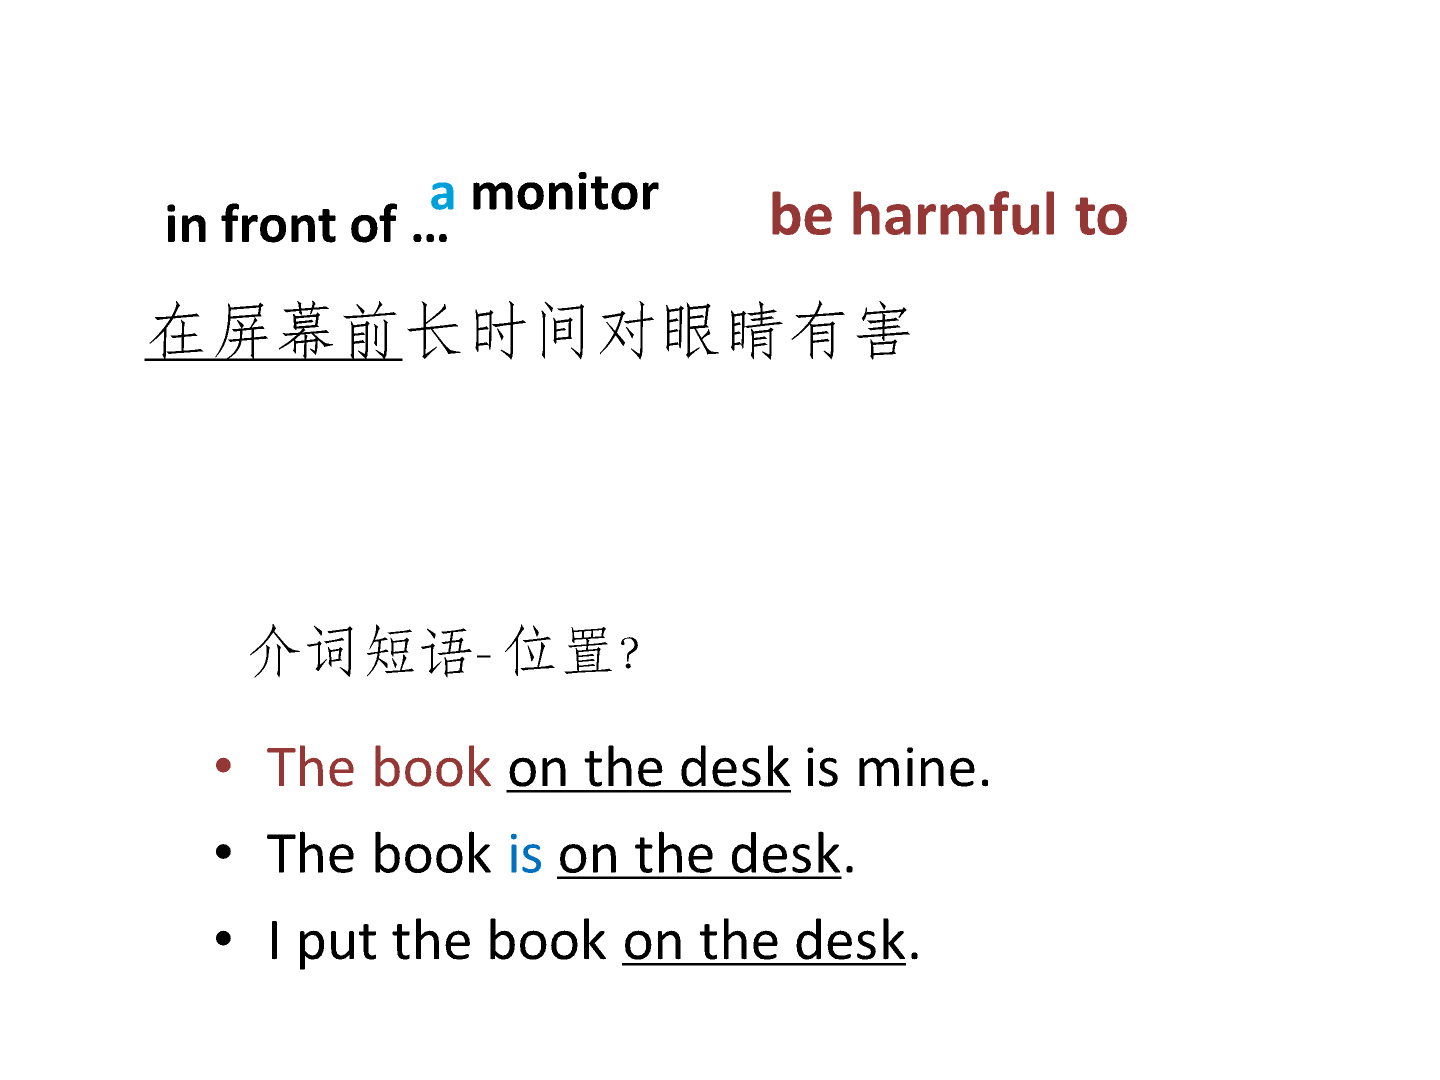 in front of …
a monitor
be harmful to
在屏幕前长时间对眼睛有害
介词短语-位置?
• The book on the desk is mine.
• The book is on the desk.
• I put the book on the desk.